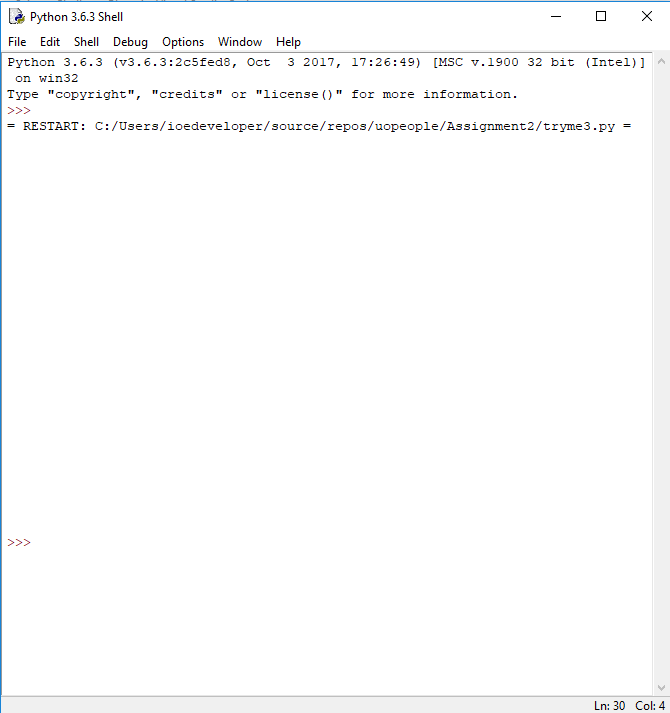 Python 3.6.3 Shell
File Edit Shell Debug Options Window Help
Python 3.6.3 (v3.6.3:2c5fed8, Oct  3 2017, 17:26:49) [MSC v.1900 32 bit (Intel)]
 on win32
Type "copyright", "credits" or "license()" for more information.
>>>
= RESTART: C:/Users/ioedeveloper/source/repos/uopeople/Assignment2/tryme3.py =
>>>
Ln: 30 Col: 4